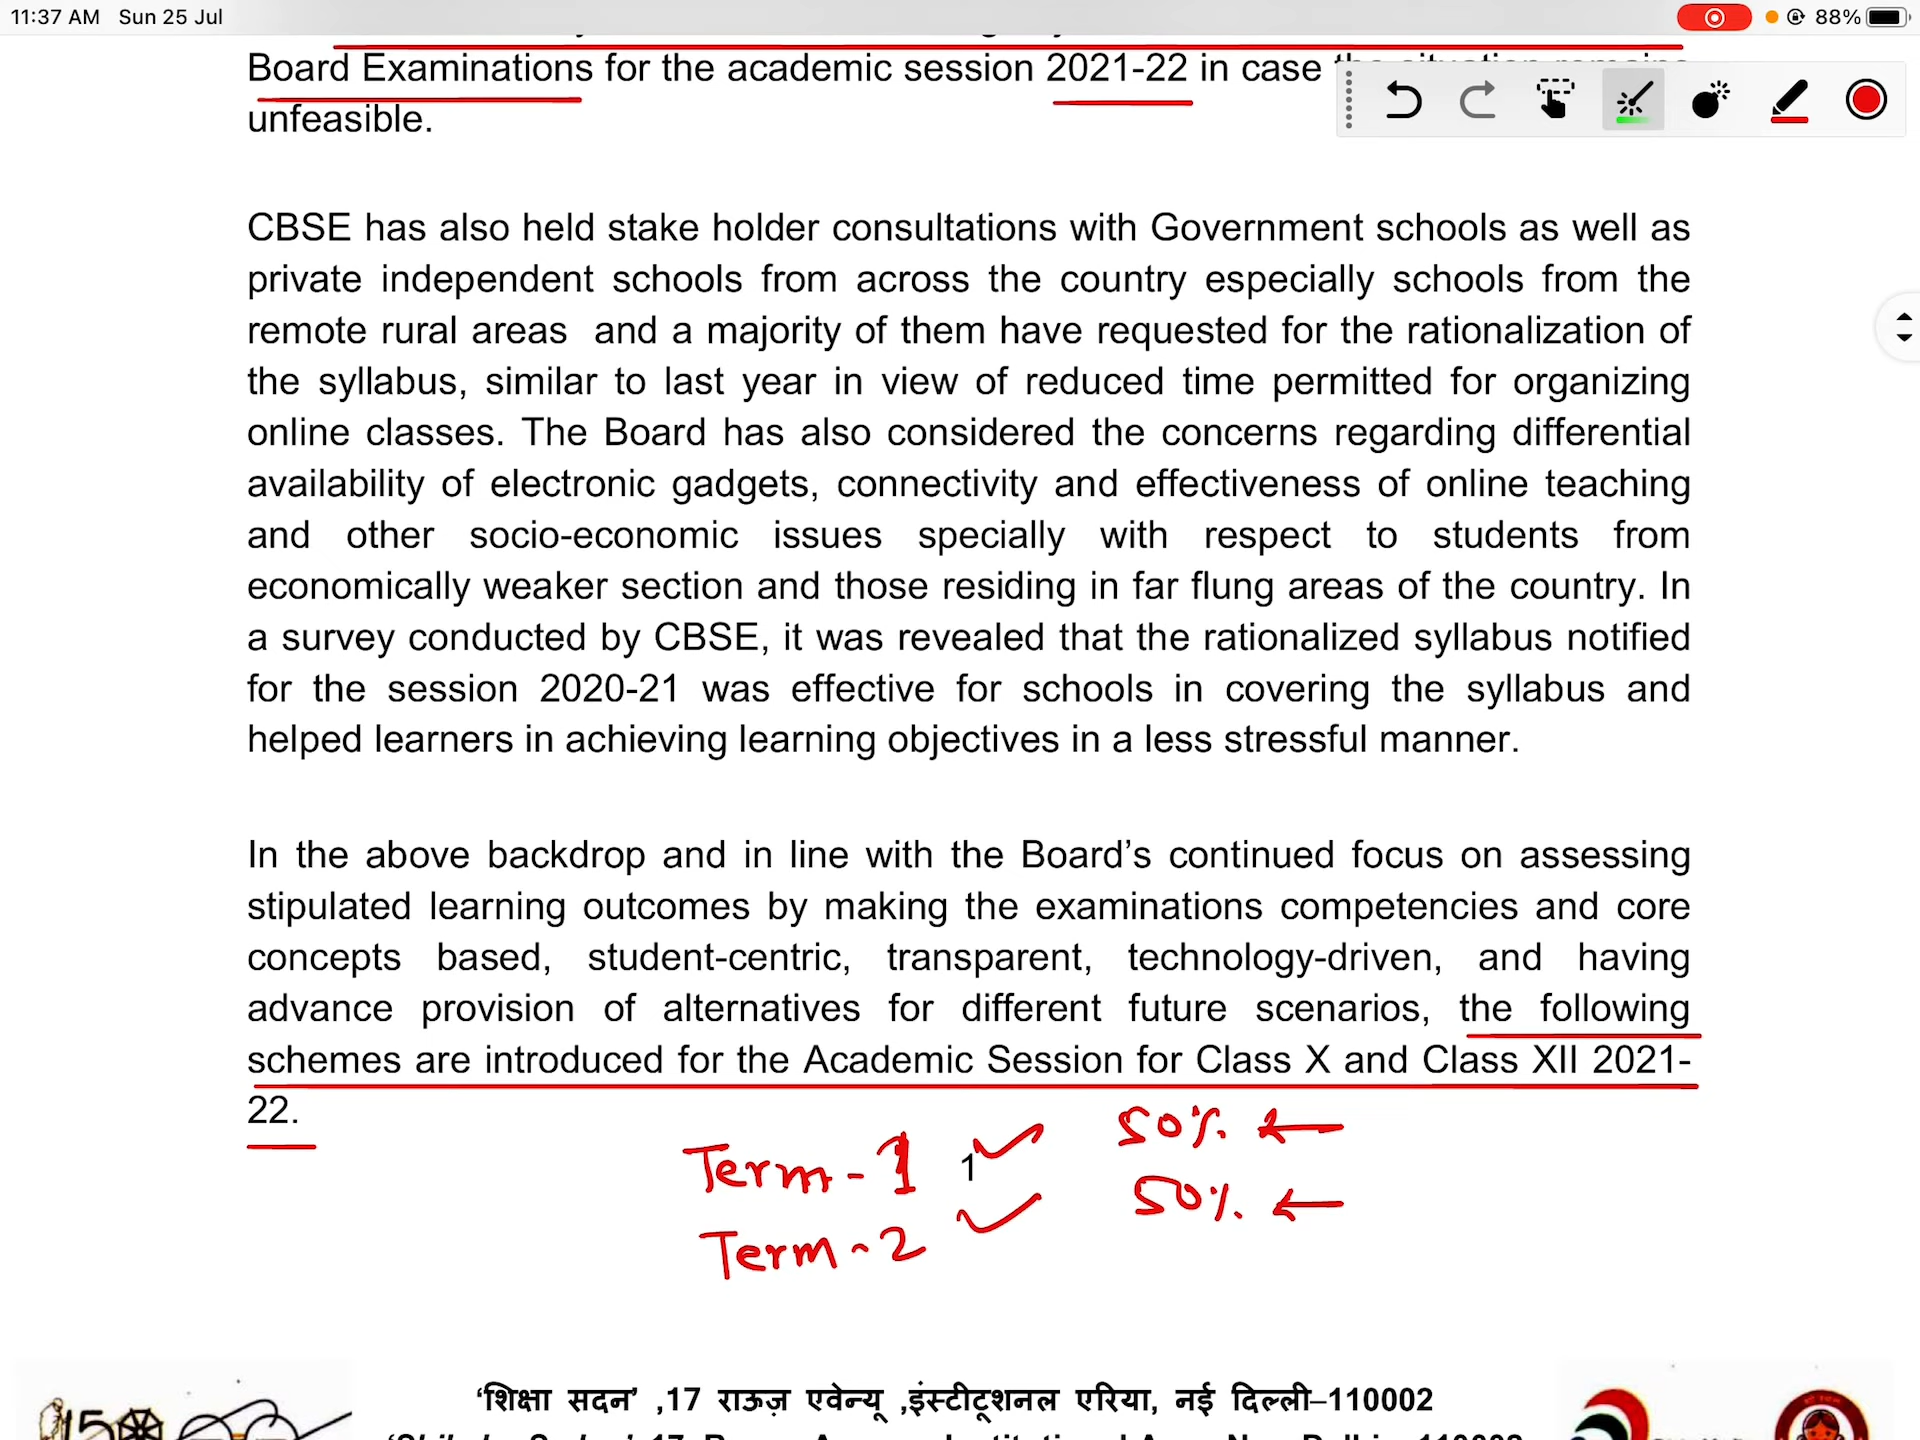 11:37 AM Sun 25 Jul 88%
Board Examinations for the academic session 2021-22 in case the situation remains
unfeasible.
CBSE has also held stake holder consultations with Government schools as well as
private independent schools from across the country especially schools from the
remote rural areas and a majority of them have requested for the rationalization of
the syllabus, similar to last year in view of reduced time permitted for organizing
online classes. The Board has also considered the concerns regarding differential
availability of electronic gadgets, connectivity and effectiveness of online teaching
and other socio-economic issues specially with respect to students from
economically weaker section and those residing in far flung areas of the country. In
a survey conducted by CBSE, it was revealed that the rationalized syllabus notified
for the session 2020-21 was effective for schools in covering the syllabus and
helped learners in achieving learning objectives in a less stressful manner.
In the above backdrop and in line with the Board’s continued focus on assessing
stipulated learning outcomes by making the examinations competencies and core
concepts based, student-centric, transparent, technology-driven, and having
advance provision of alternatives for different future scenarios, the following
schemes are introduced for the Academic Session for Class X and Class XII 2021-
22.
Term-1 1 50%
Term-2 50%
‘शिक्षा सदन’ ,17 राऊज़ एवेन्यू ,इंस्टीटूशनल एरिया, नई दिल्ली–110002